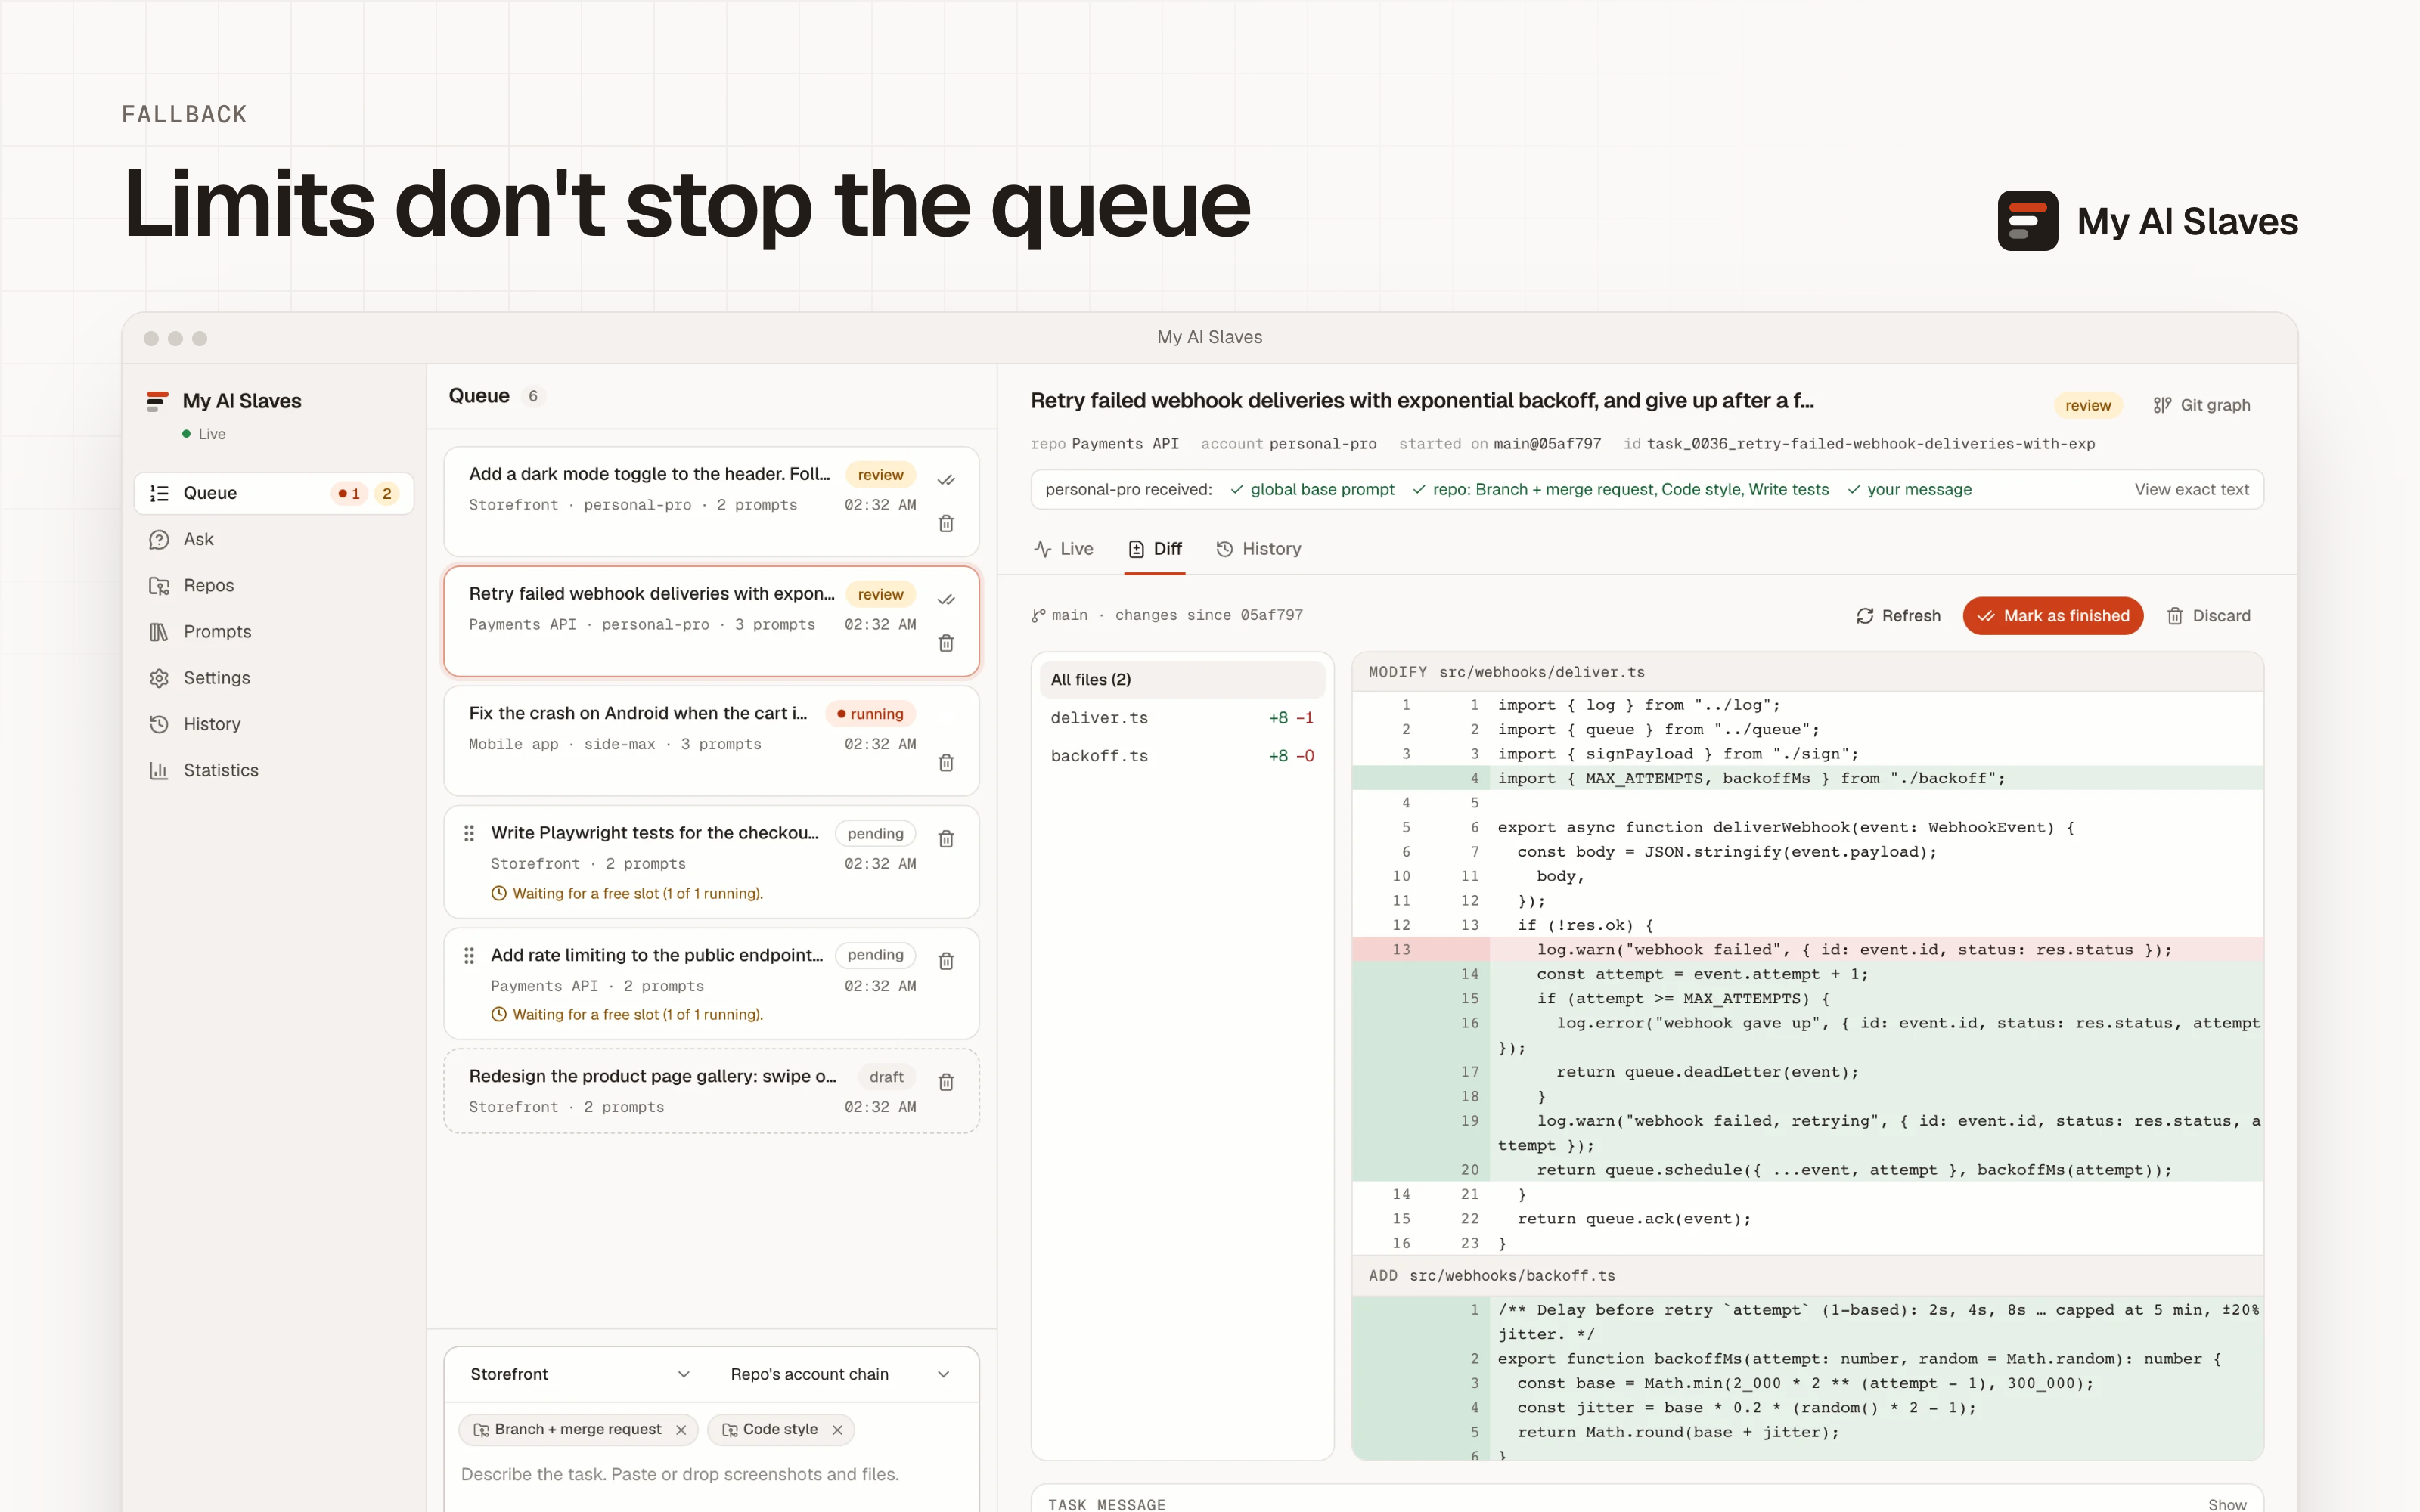 FALLBACK
Limits don't stop the queue
My AI Slaves
My AI Slaves
My AI Slaves
Live
Queue 1 2
Ask
Repos
Prompts
Settings
History
Statistics
Queue 6
Add a dark mode toggle to the header. Foll... review
Storefront · personal-pro · 2 prompts 02:32 AM
Retry failed webhook deliveries with expon... review
Payments API · personal-pro · 3 prompts 02:32 AM
Fix the crash on Android when the cart i... running
Mobile app · side-max · 3 prompts 02:32 AM
Write Playwright tests for the checkou... pending
Storefront · 2 prompts 02:32 AM
Waiting for a free slot (1 of 1 running).
Add rate limiting to the public endpoint... pending
Payments API · 2 prompts 02:32 AM
Waiting for a free slot (1 of 1 running).
Redesign the product page gallery: swipe o... draft
Storefront · 2 prompts 02:32 AM
Storefront Repo's account chain
Branch + merge request Code style
Describe the task. Paste or drop screenshots and files.
Retry failed webhook deliveries with exponential backoff, and give up after a f... review Git graph
repo Payments API account personal-pro started on main@05af797 id task_0036_retry-failed-webhook-deliveries-with-exp
personal-pro received: global base prompt repo: Branch + merge request, Code style, Write tests your message View exact text
Live Diff History
main · changes since 05af797 Refresh Mark as finished Discard
All files (2)
deliver.ts +8 −1
backoff.ts +8 −0
MODIFY src/webhooks/deliver.ts
1 1 import { log } from "../log";
2 2 import { queue } from "../queue";
3 3 import { signPayload } from "./sign";
4 import { MAX_ATTEMPTS, backoffMs } from "./backoff";
4 5
5 6 export async function deliverWebhook(event: WebhookEvent) {
6 7 const body = JSON.stringify(event.payload);
10 11 body,
11 12 });
12 13 if (!res.ok) {
13 log.warn("webhook failed", { id: event.id, status: res.status });
14 const attempt = event.attempt + 1;
15 if (attempt >= MAX_ATTEMPTS) {
16 log.error("webhook gave up", { id: event.id, status: res.status, attempt
});
17 return queue.deadLetter(event);
18 }
19 log.warn("webhook failed, retrying", { id: event.id, status: res.status, a
ttempt });
20 return queue.schedule({ ...event, attempt }, backoffMs(attempt));
14 21 }
15 22 return queue.ack(event);
16 23 }
ADD src/webhooks/backoff.ts
1 /** Delay before retry `attempt` (1-based): 2s, 4s, 8s … capped at 5 min, ±20%
jitter. */
2 export function backoffMs(attempt: number, random = Math.random): number {
3 const base = Math.min(2_000 * 2 ** (attempt - 1), 300_000);
4 const jitter = base * 0.2 * (random() * 2 - 1);
5 return Math.round(base + jitter);
6 }
TASK MESSAGE Show